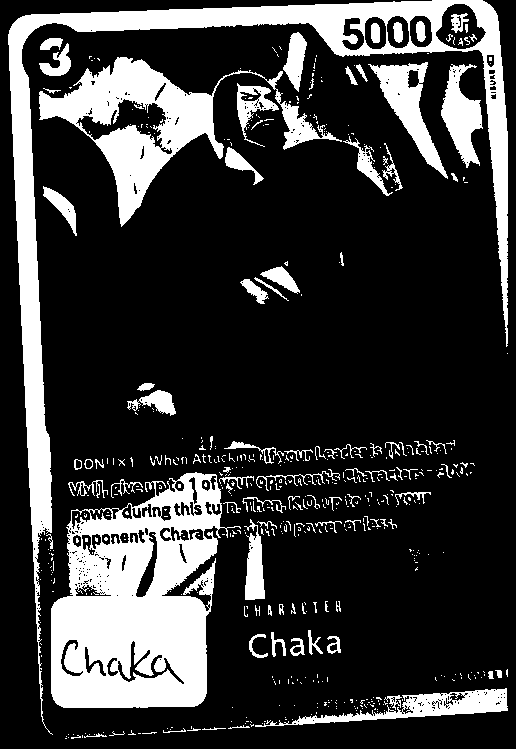 3
5000
斬
SLASH
DON!!×1 When Attacking If your Leader is [Nefeltari
Vivi], give up to 1 of your opponent's Characters -3000
power during this turn. Then, K.O. up to 1 of your
opponent's Characters with 0 power or less.
CHARACTER
Chaka
Chaka